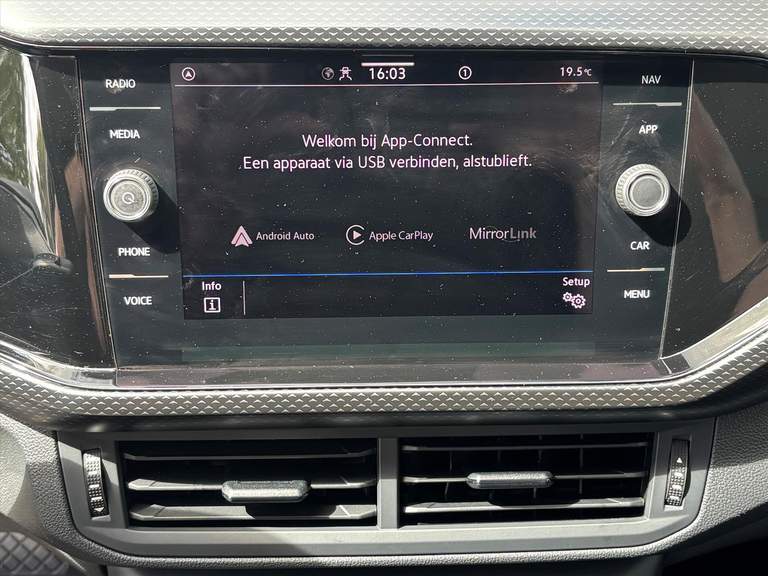 RADIO
MEDIA
PHONE
VOICE
16:03
1
19.5°C
Welkom bij App-Connect.
Een apparaat via USB verbinden, alstublieft.
Android Auto
Apple CarPlay
MirrorLink
Info
i
Setup
NAV
APP
CAR
MENU